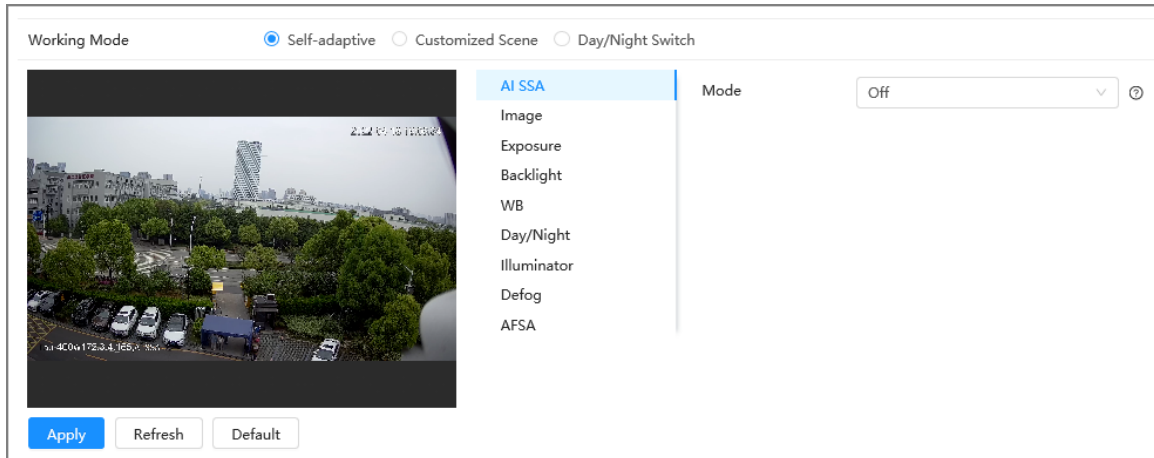 Working Mode
Self-adaptive
Customized Scene
Day/Night Switch
AI SSA
Mode
Off
Image
Exposure
Backlight
WB
Day/Night
Illuminator
Defog
AFSA
Apply
Refresh
Default